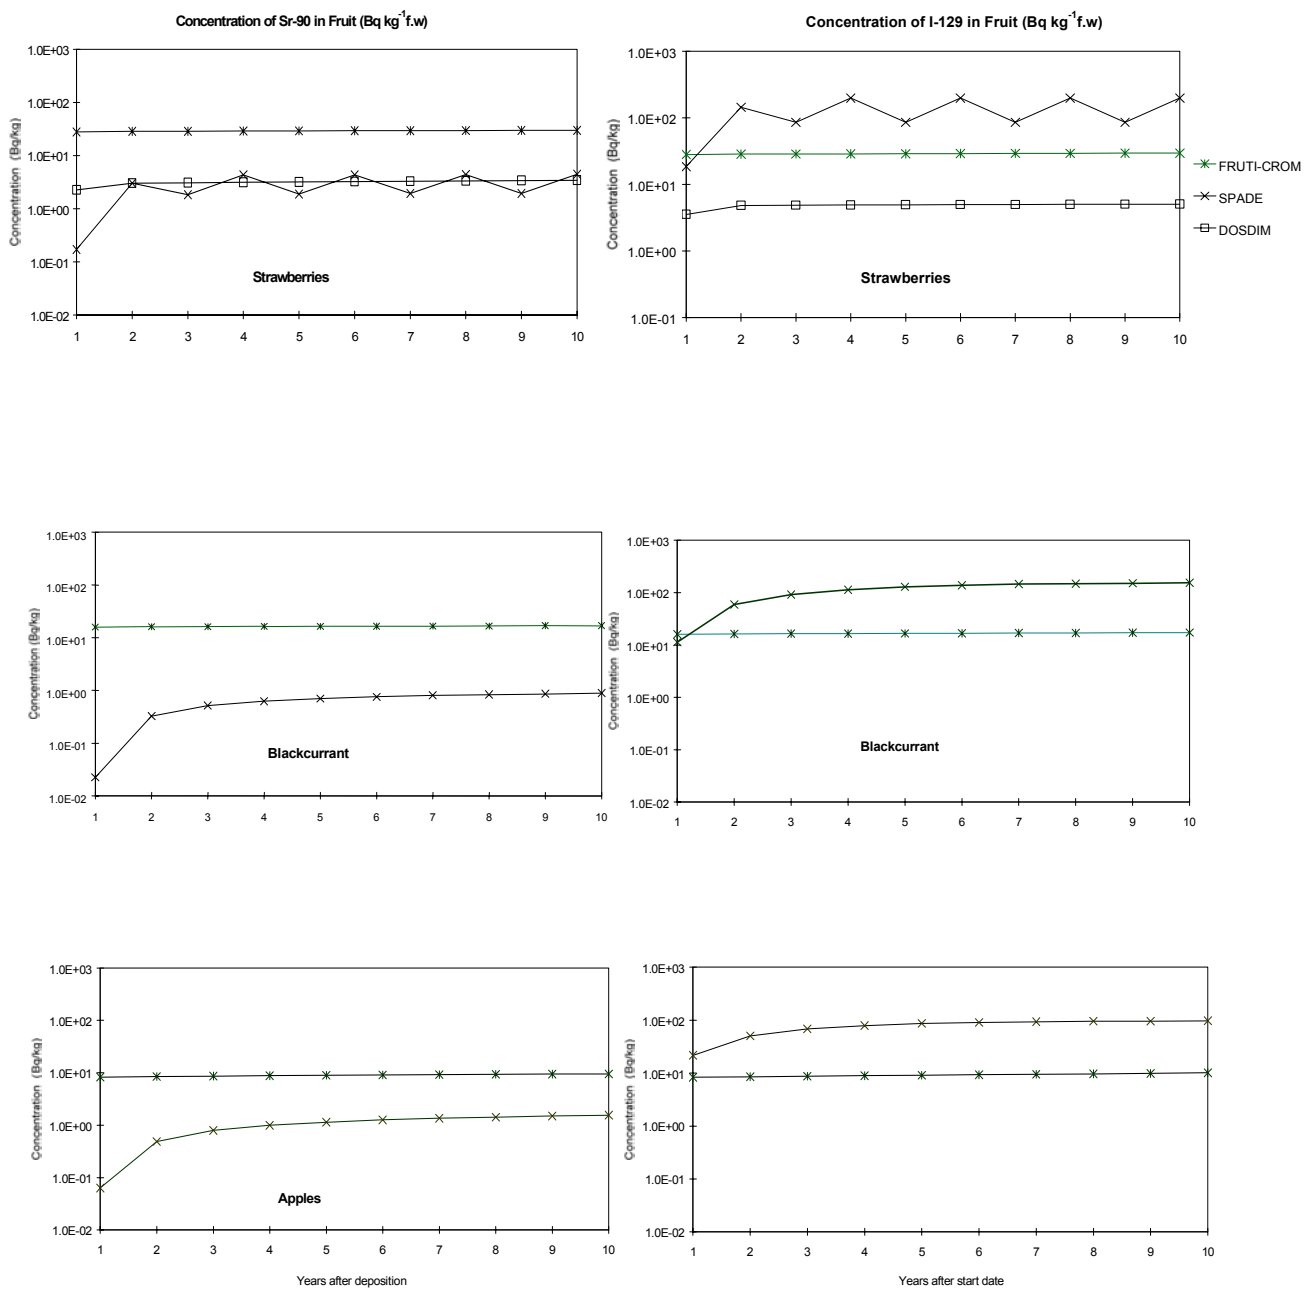 Concentration of Sr-90 in Fruit (Bq kg-1f.w)
1.0E+03
1.0E+02
1.0E+01
1.0E+00
1.0E-01
1.0E-02
Concentration (Bq/kg)
Strawberries
1 2 3 4 5 6 7 8 9 10
Concentration of I-129 in Fruit (Bq kg-1f.w)
1.0E+03
1.0E+02
1.0E+01
1.0E+00
1.0E-01
Concentration (Bq/kg)
Strawberries
1 2 3 4 5 6 7 8 9 10
FRUTI-CROM
SPADE
DOSDIM
1.0E+03
1.0E+02
1.0E+01
1.0E+00
1.0E-01
1.0E-02
Concentration (Bq/kg)
Blackcurrant
1 2 3 4 5 6 7 8 9 10
1.0E+03
1.0E+02
1.0E+01
1.0E+00
1.0E-01
1.0E-02
Concentration (Bq/kg)
Blackcurrant
1 2 3 4 5 6 7 8 9 10
1.0E+03
1.0E+02
1.0E+01
1.0E+00
1.0E-01
1.0E-02
Concentration (Bq/kg)
Apples
1 2 3 4 5 6 7 8 9 10
Years after deposition
1.0E+03
1.0E+02
1.0E+01
1.0E+00
1.0E-01
1.0E-02
Concentration (Bq/kg)
1 2 3 4 5 6 7 8 9 10
Years after start date